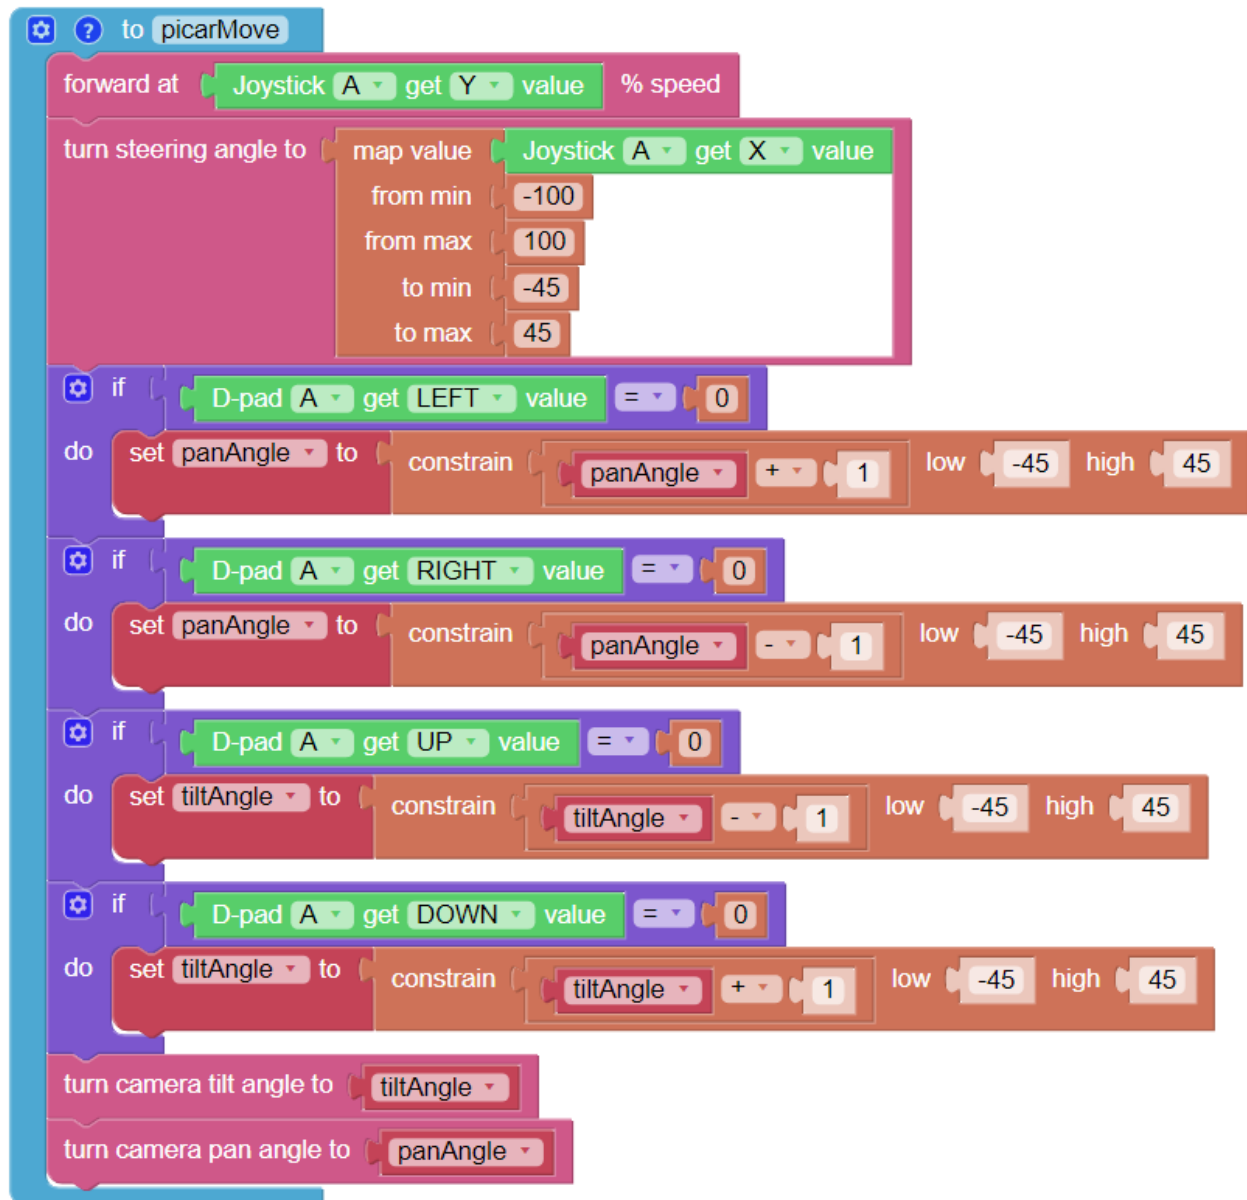 ? to picarMove
forward at Joystick A get Y value % speed
turn steering angle to map value Joystick A get X value
from min -100
from max 100
to min -45
to max 45
if D-pad A get LEFT value = 0
do set panAngle to constrain panAngle + 1 low -45 high 45
if D-pad A get RIGHT value = 0
do set panAngle to constrain panAngle - 1 low -45 high 45
if D-pad A get UP value = 0
do set tiltAngle to constrain tiltAngle - 1 low -45 high 45
if D-pad A get DOWN value = 0
do set tiltAngle to constrain tiltAngle + 1 low -45 high 45
turn camera tilt angle to tiltAngle
turn camera pan angle to panAngle